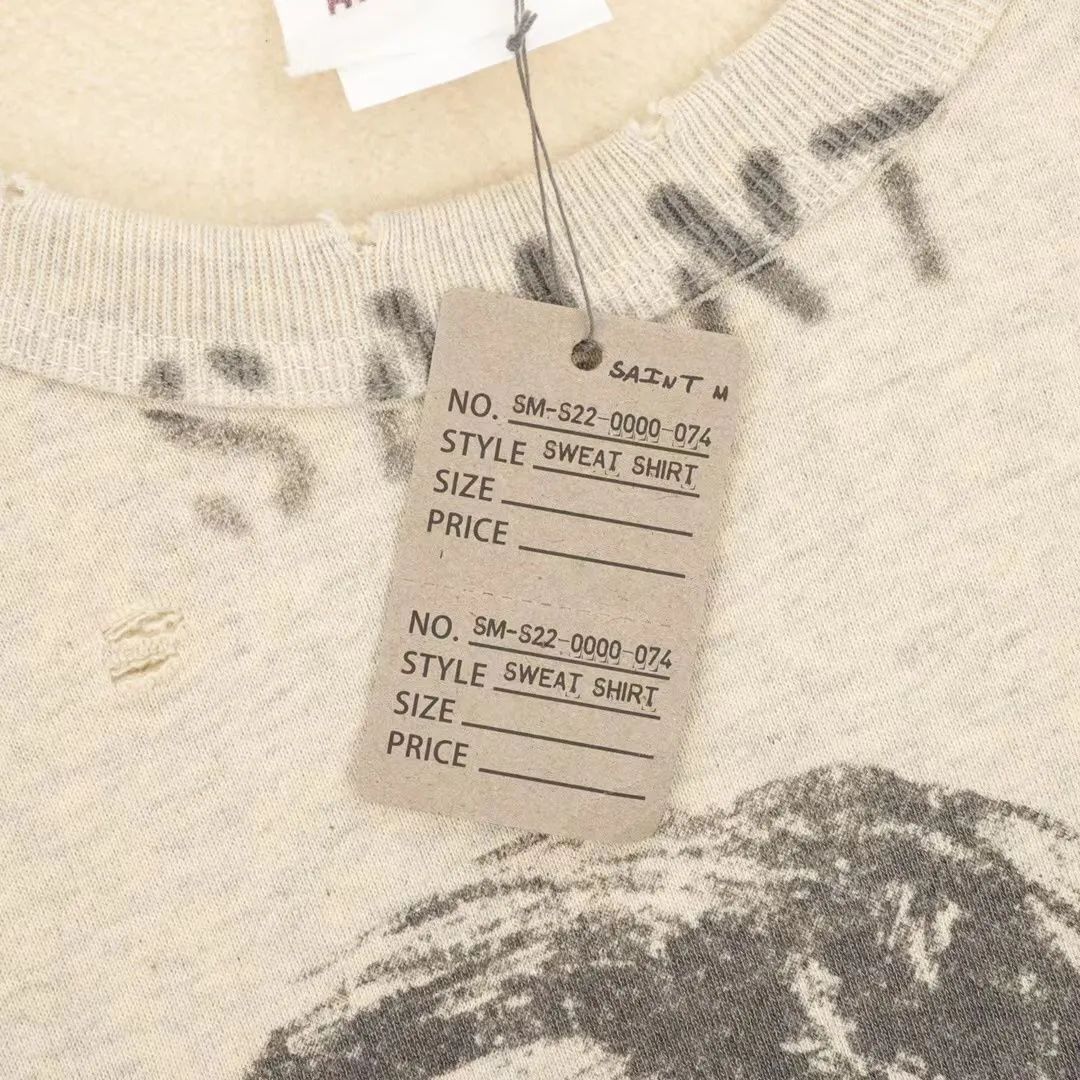 SAINT M
NO. SM-S22-0000-074
STYLE SWEAT SHIRT
SIZE
PRICE
NO. SM-S22-0000-074
STYLE SWEAT SHIRT
SIZE
PRICE